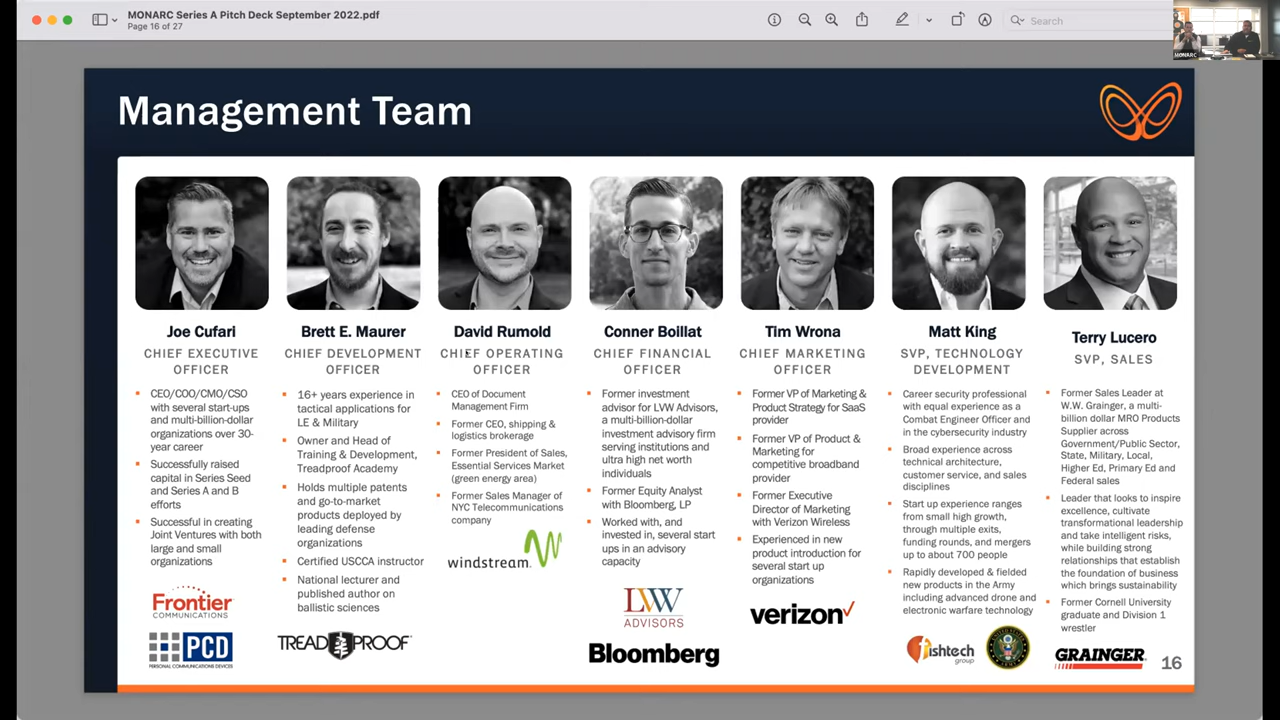 MONARC Series A Pitch Deck September 2022.pdf
Page 16 of 27
Search
MONARC
Management Team
Joe Cufari
CHIEF EXECUTIVE
OFFICER
CEO/COO/CMO/CSO
with several start-ups
and multi-billion-dollar
organizations over 30-
year career
Successfully raised
capital in Series Seed
and Series A and B
efforts
Successful in creating
Joint Ventures with both
large and small
organizations
Frontier
COMMUNICATIONS
PCD
PERSONAL COMMUNICATIONS DEVICES
Brett E. Maurer
CHIEF DEVELOPMENT
OFFICER
16+ years experience in
tactical applications for
LE & Military
Owner and Head of
Training & Development,
Treadproof Academy
Holds multiple patents
and go-to-market
products deployed by
leading defense
organizations
Certified USCCA instructor
National lecturer and
published author on
ballistic sciences
TREADPROOF
David Rumold
CHIEF OPERATING
OFFICER
CEO of Document
Management Firm
Former CEO, shipping &
logistics brokerage
Former President of Sales,
Essential Services Market
(green energy area)
Former Sales Manager of
NYC Telecommunications
company
windstream
Conner Boillat
CHIEF FINANCIAL
OFFICER
Former investment
advisor for LVW Advisors,
a multi-billion-dollar
investment advisory firm
serving institutions and
ultra high net worth
individuals
Former Equity Analyst
with Bloomberg, LP
Worked with, and
invested in, several start
ups in an advisory
capacity
LVW
ADVISORS
Bloomberg
Tim Wrona
CHIEF MARKETING
OFFICER
Former VP of Marketing &
Product Strategy for SaaS
provider
Former VP of Product &
Marketing for
competitive broadband
provider
Former Executive
Director of Marketing
with Verizon Wireless
Experienced in new
product introduction for
several start up
organizations
verizon
Matt King
SVP, TECHNOLOGY
DEVELOPMENT
Career security professional
with equal experience as a
Combat Engineer Officer and
in the cybersecurity industry
Broad experience across
technical architecture,
customer success, and sales
disciplines
Start up experience ranges
from small high growth,
through multiple exits,
funding rounds, and mergers
up to about 700 people
Rapidly developed & fielded
new products in the Army
including advanced drone and
electronic warfare technology
fishtech
group
Terry Lucero
SVP, SALES
Former Sales Leader at
W.W. Grainger, a multi-
billion dollar MRO Products
Supplier across
Government/Public Sector,
State, Military, Local,
Higher Ed, Primary Ed and
Federal sales
Leader that looks to inspire
excellence, cultivate
transformational leadership
and take intelligent risks,
while building strong
relationships that establish
the foundation of business
which brings sustainability
Former Cornell University
graduate and Division 1
wrestler
GRAINGER
16